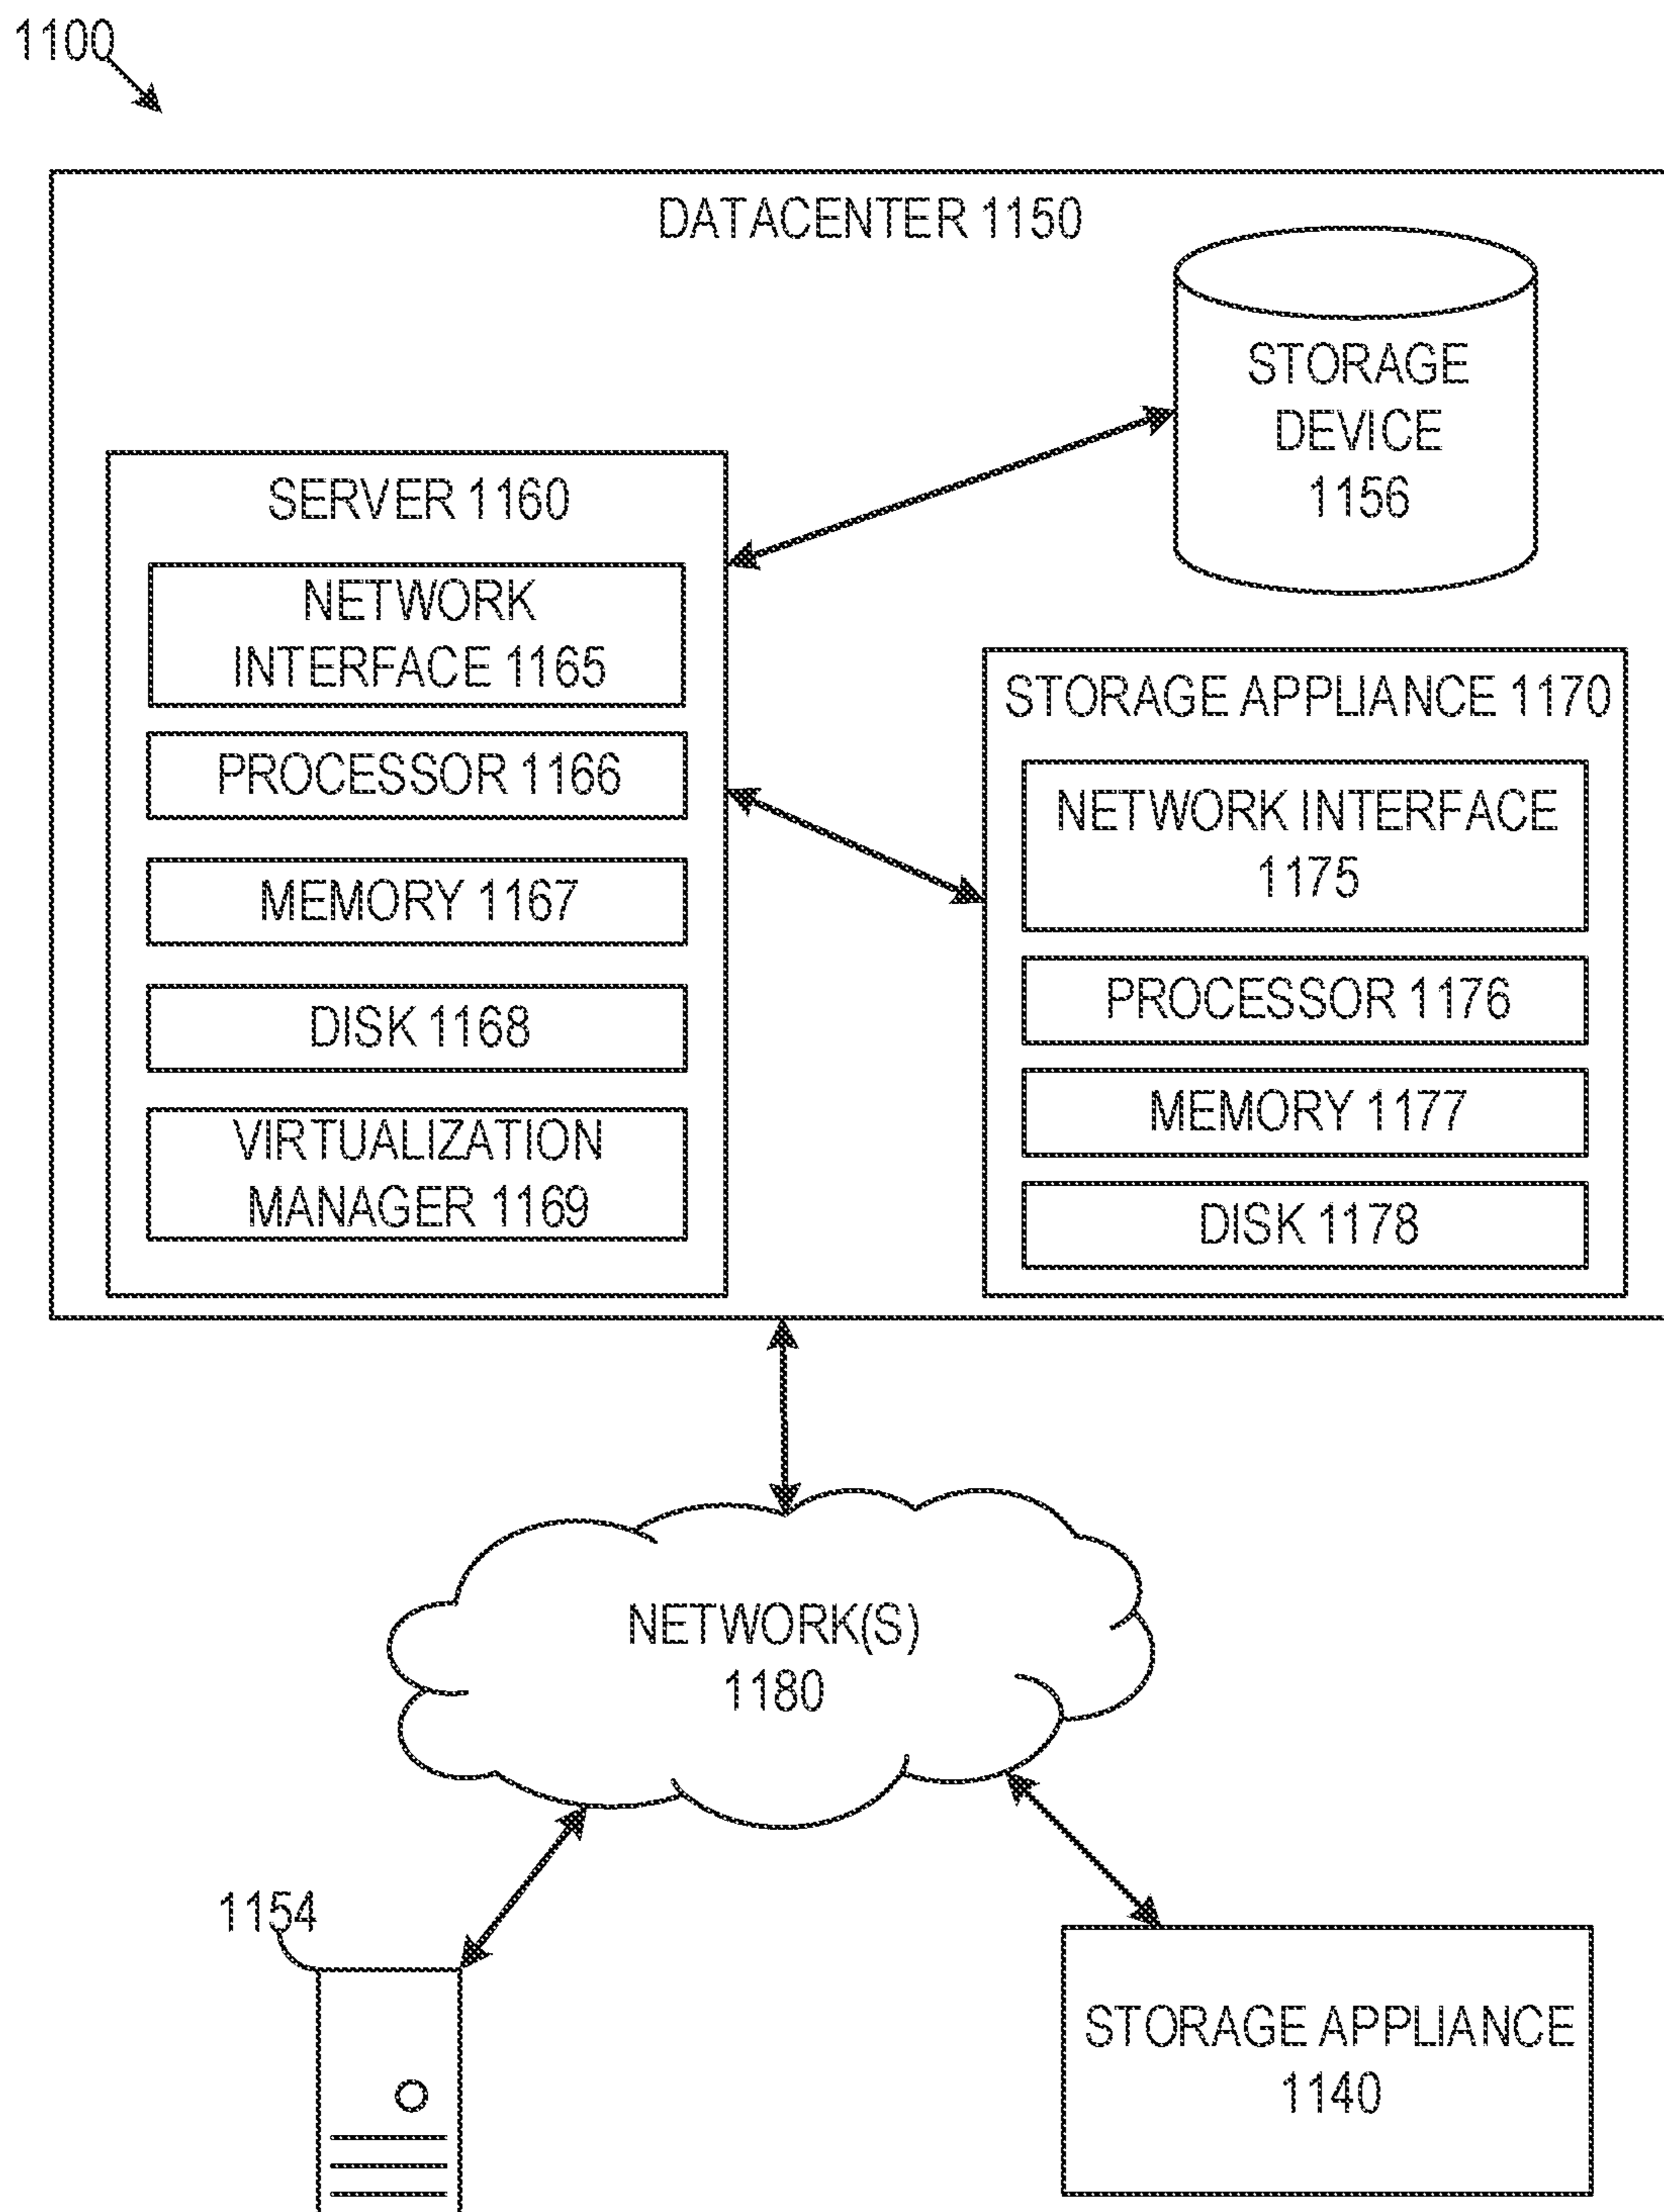 1100
DATACENTER 1150
STORAGE
DEVICE
1156
SERVER 1160
NETWORK
INTERFACE 1165
PROCESSOR 1166
MEMORY 1167
DISK 1168
VIRTUALIZATION
MANAGER 1169
STORAGE APPLIANCE 1170
NETWORK INTERFACE
1175
PROCESSOR 1176
MEMORY 1177
DISK 1178
NETWORK(S)
1180
1154
STORAGE APPLIANCE
1140